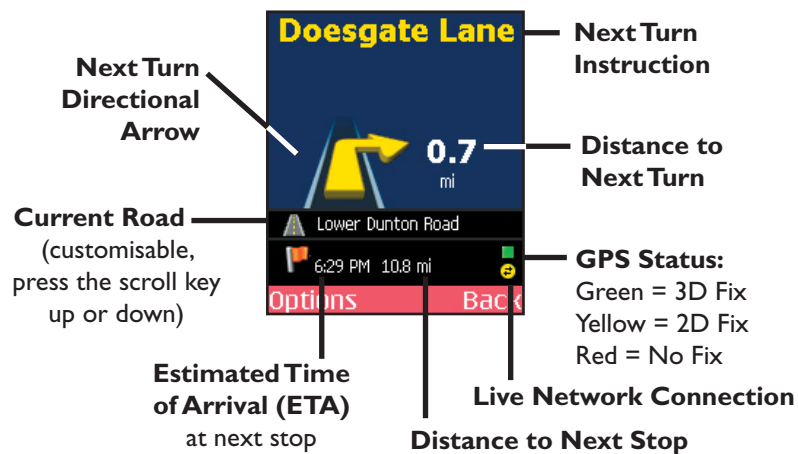 Doesgate Lane
Next Turn
Instruction
Next Turn
Directional
Arrow
0.7
mi
Distance to
Next Turn
Current Road
(customisable,
press the scroll key
up or down)
Lower Dunton Road
6:29 PM 10.8 mi
GPS Status:
Green = 3D Fix
Yellow = 2D Fix
Red = No Fix
Options
Back
Estimated Time
of Arrival (ETA)
at next stop
Live Network Connection
Distance to Next Stop